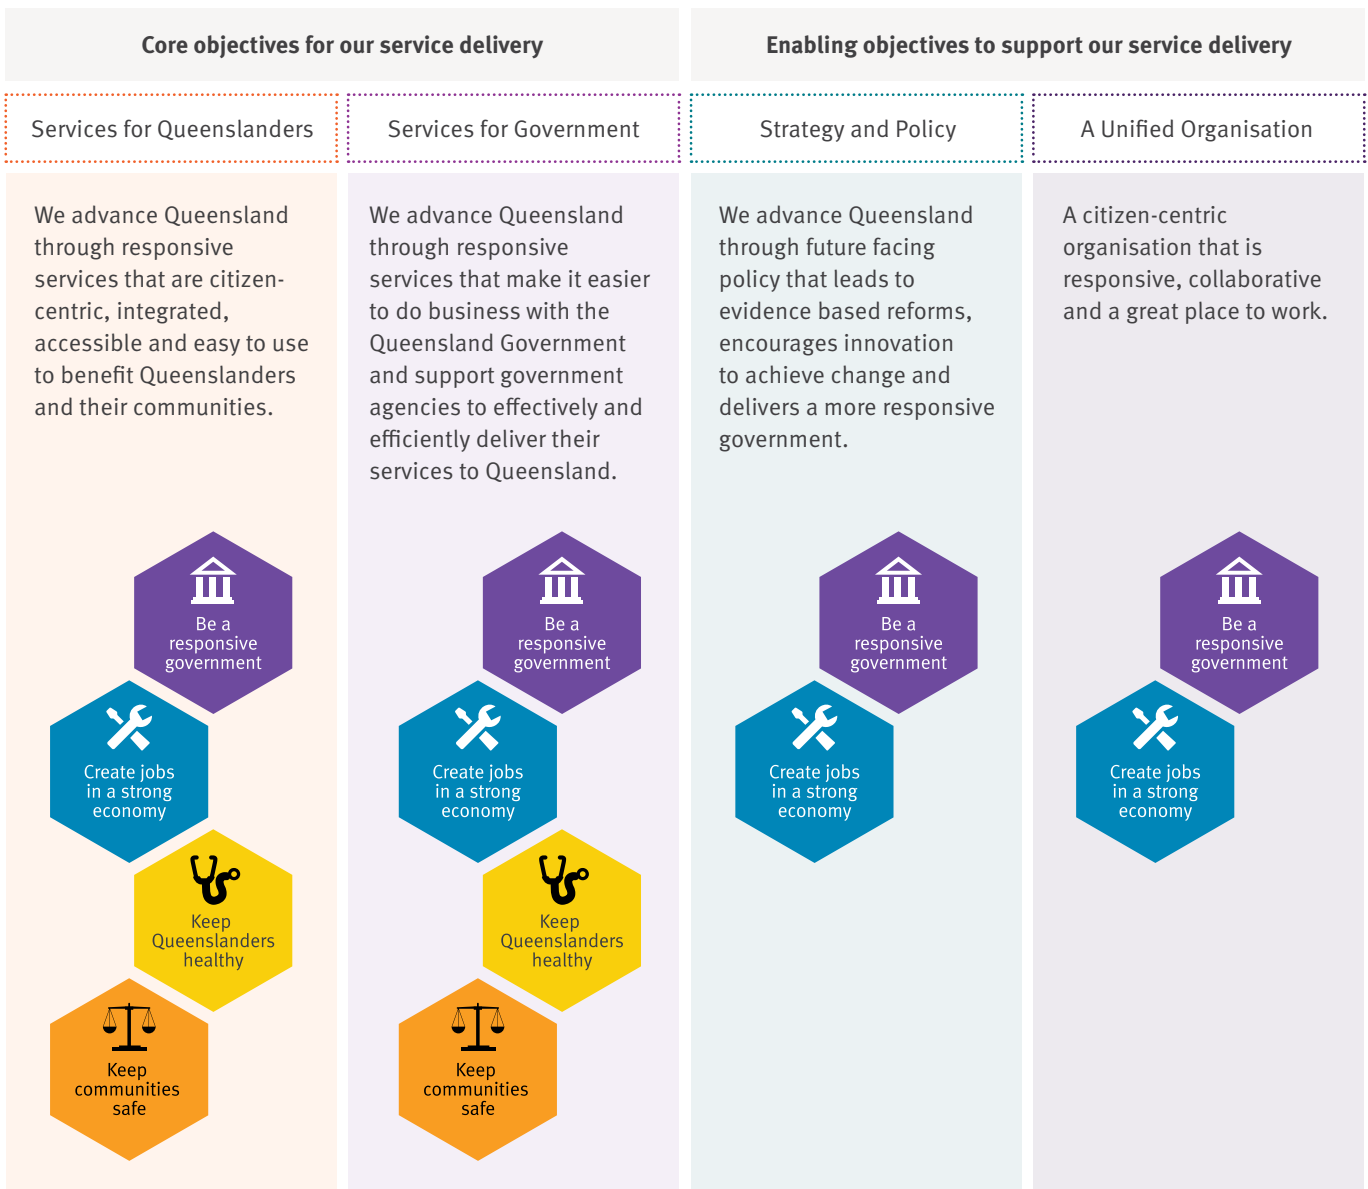 Core objectives for our service delivery
Enabling objectives to support our service delivery
Services for Queenslanders
Services for Government
Strategy and Policy
A Unified Organisation
We advance Queensland
through responsive
services that are citizen-
centric, integrated,
accessible and easy to use
to benefit Queenslanders
and their communities.
We advance Queensland
through responsive
services that make it easier
to do business with the
Queensland Government
and support government
agencies to effectively and
efficiently deliver their
services to Queensland.
We advance Queensland
through future facing
policy that leads to
evidence based reforms,
encourages innovation
to achieve change and
delivers a more responsive
government.
A citizen-centric
organisation that is
responsive, collaborative
and a great place to work.
Be a
responsive
government
Create jobs
in a strong
economy
Keep
Queenslanders
healthy
Keep
communities
safe
Be a
responsive
government
Create jobs
in a strong
economy
Keep
Queenslanders
healthy
Keep
communities
safe
Be a
responsive
government
Create jobs
in a strong
economy
Be a
responsive
government
Create jobs
in a strong
economy